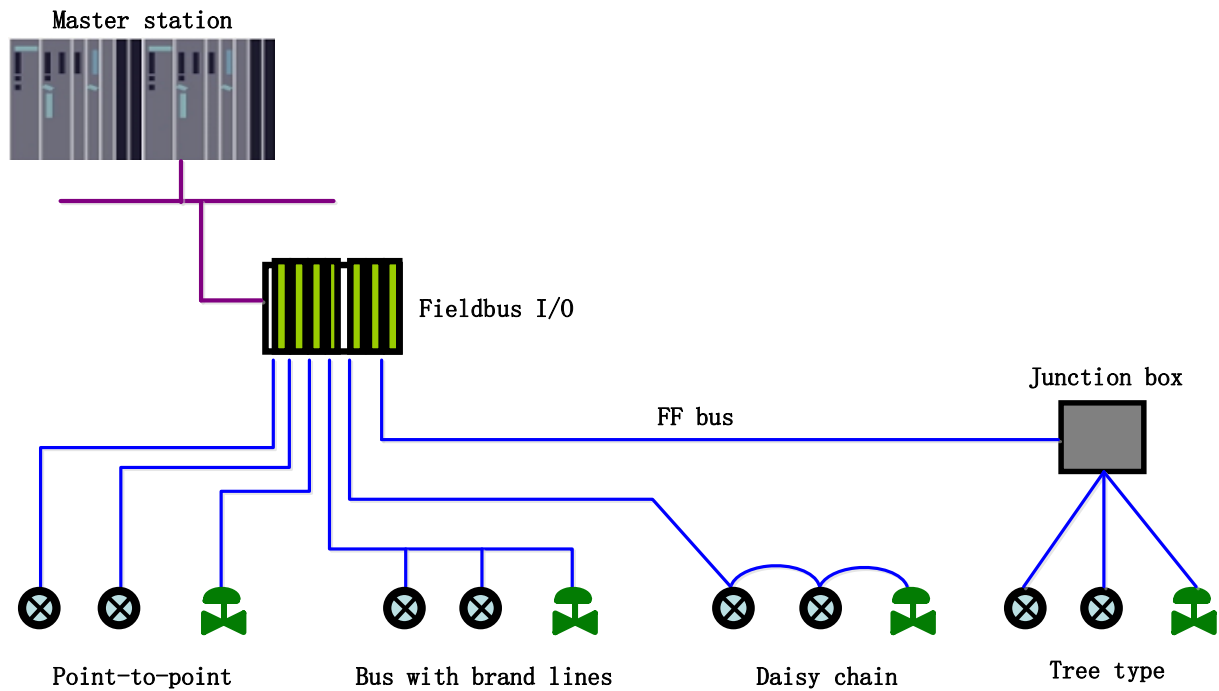 Master station
Fieldbus I/O
Junction box
FF bus
Point-to-point
Bus with brand lines
Daisy chain
Tree type